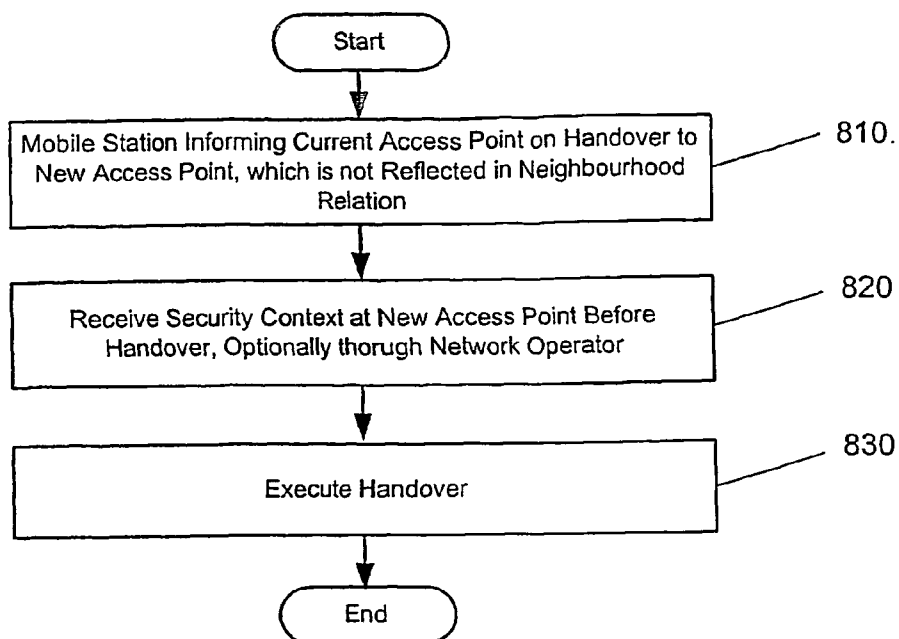 Start
Mobile Station Informing Current Access Point on Handover to
New Access Point, which is not Reflected in Neighbourhood
Relation
810.
Receive Security Context at New Access Point Before
Handover, Optionally thorugh Network Operator
820
Execute Handover
830
End